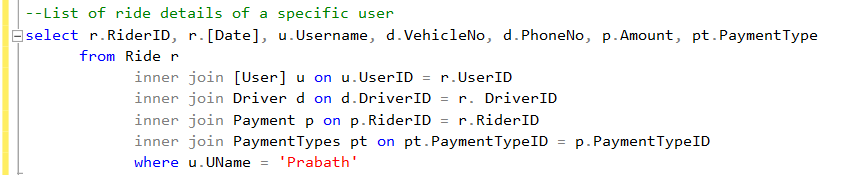 --List of ride details of a specific user
select r.RiderID, r.[Date], u.Username, d.VehicleNo, d.PhoneNo, p.Amount, pt.PaymentType
from Ride r
inner join [User] u on u.UserID = r.UserID
inner join Driver d on d.DriverID = r. DriverID
inner join Payment p on p.RiderID = r.RiderID
inner join PaymentTypes pt on pt.PaymentTypeID = p.PaymentTypeID
where u.UName = 'Prabath'